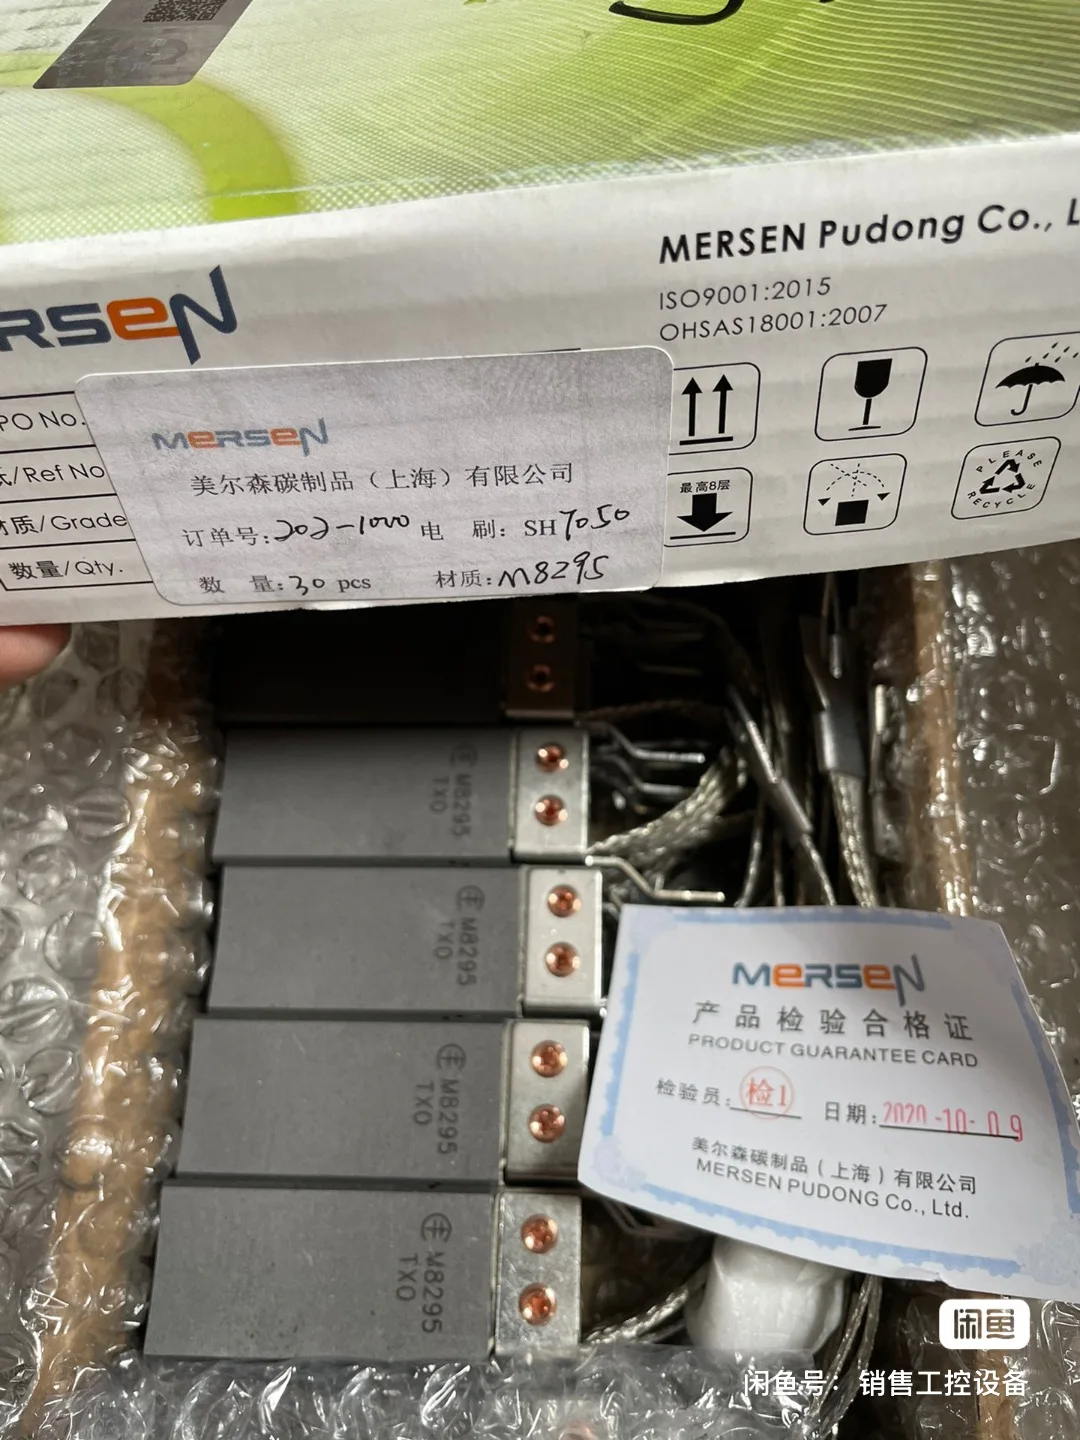 MERSEN Pudong Co., L
ISO9001:2015
OHSAS18001:2007
RSEN
PO No.
/Ref No
质/Grade
数量/Qty.
MERSEN
美尔森碳制品（上海）有限公司
订单号:202-1000 电 刷: SH7050
数 量:30 pcs 材质:M8295
最高8层
PLEASE
RECYCLE
M8295
TXO
M8295
TXO
M8295
TXO
M8295
TXO
MERSEN
产品检验合格证
PRODUCT GUARANTEE CARD
检验员: 检1 日期:2020-10-09
美尔森碳制品（上海）有限公司
MERSEN PUDONG Co., Ltd.
闲鱼
闲鱼号：销售工控设备